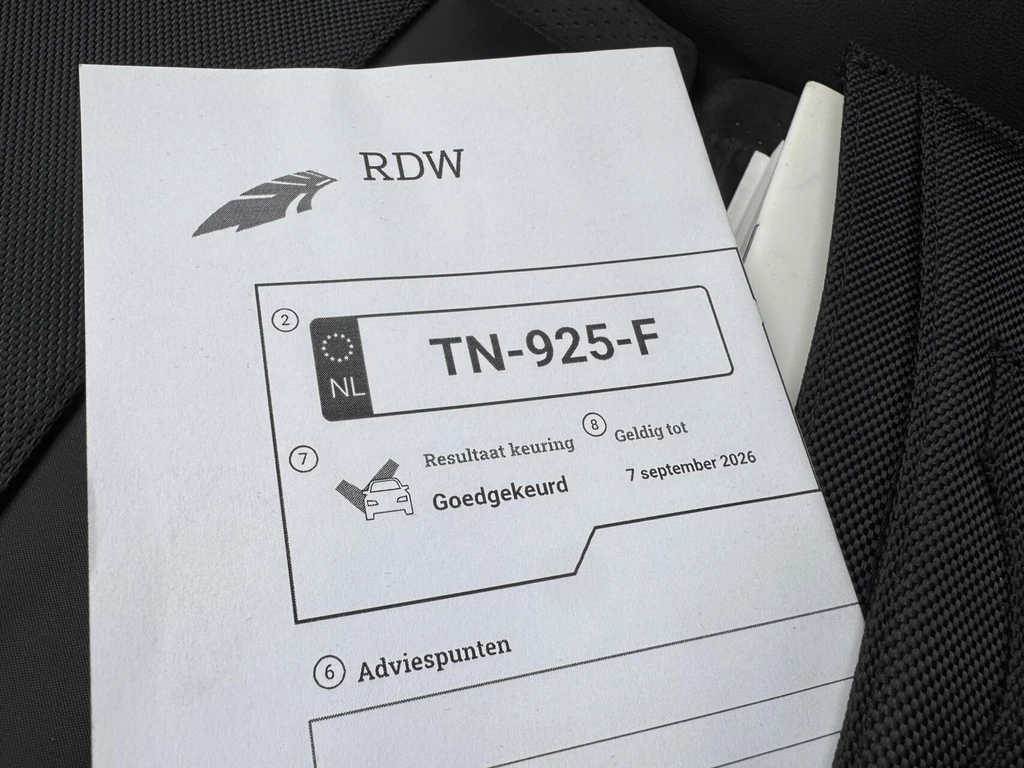 RDW
2
NL
TN-925-F
7
Resultaat keuring
Goedgekeurd
8
Geldig tot
7 september 2026
6 Adviespunten